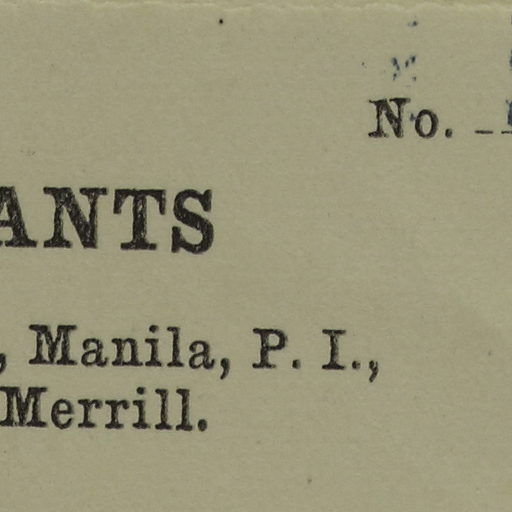 No.
ANTS
, Manila, P. I.,
Merrill.